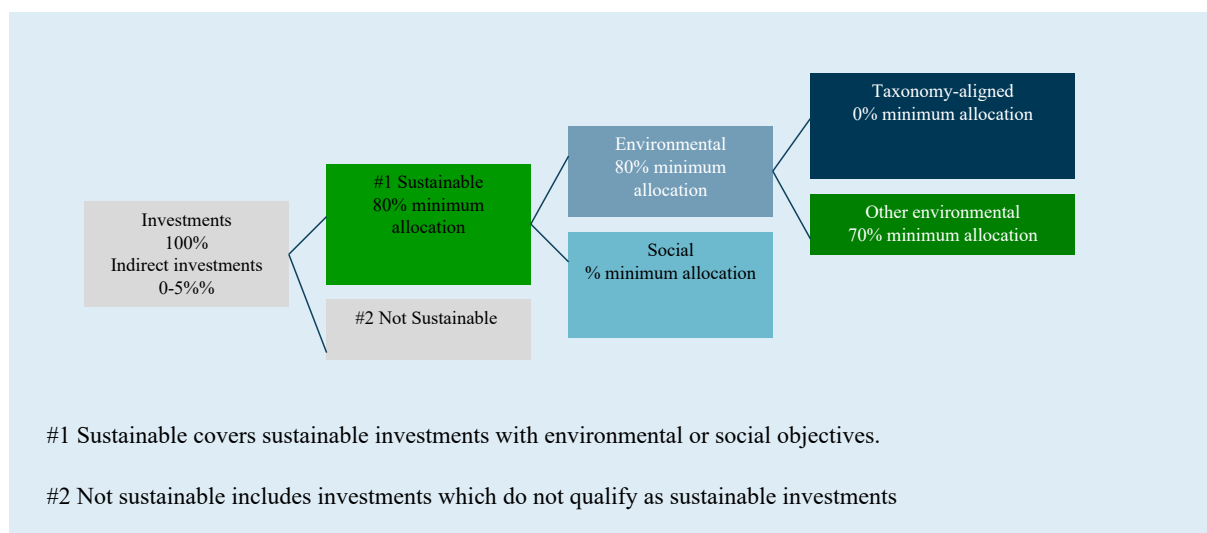 Investments
100%
Indirect investments
0-5%%
#1 Sustainable
80% minimum
allocation
#2 Not Sustainable
Environmental
80% minimum
allocation
Social
% minimum allocation
Taxonomy-aligned
0% minimum allocation
Other environmental
70% minimum allocation
#1 Sustainable covers sustainable investments with environmental or social objectives.
#2 Not sustainable includes investments which do not qualify as sustainable investments